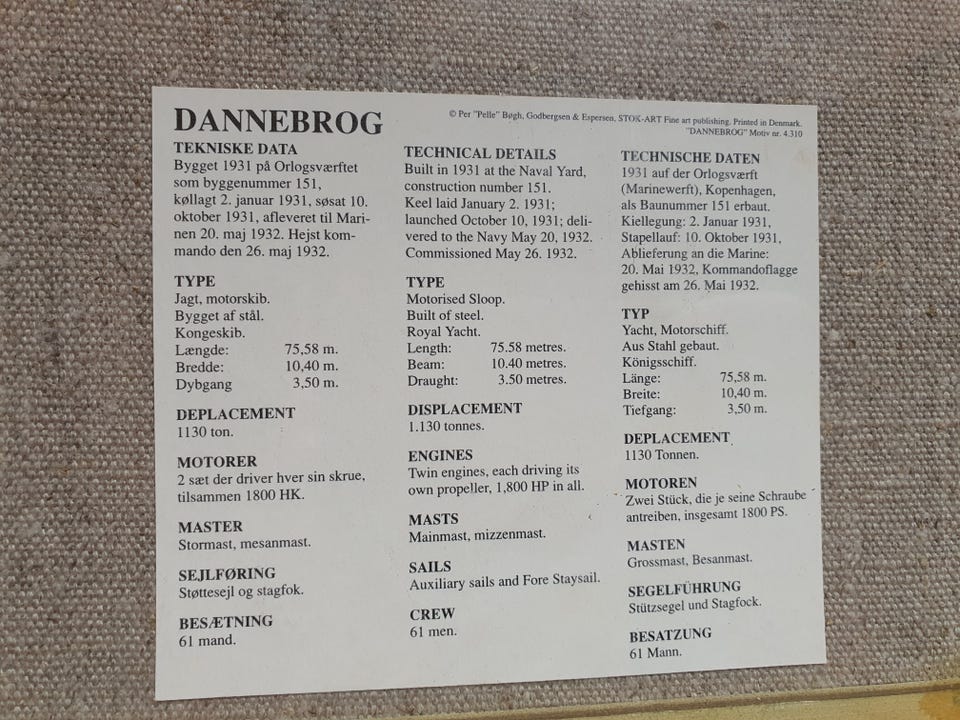 DANNEBROG
© Per "Pelle" Bøgh, Godbergsen & Espersen, STOK-ART Fine art publishing. Printed in Denmark.
"DANNEBROG" Motiv nr. 4.310
TEKNISKE DATA
Bygget 1931 på Orlogsværftet
som byggenummer 151,
køllagt 2. januar 1931, søsat 10.
oktober 1931, afleveret til Mari-
nen 20. maj 1932. Hejst kom-
mando den 26. maj 1932.
TYPE
Jagt, motorskib.
Bygget af stål.
Kongeskib.
Længde: 75,58 m.
Bredde: 10,40 m.
Dybgang 3,50 m.
DEPLACEMENT
1130 ton.
MOTORER
2 sæt der driver hver sin skrue,
tilsammen 1800 HK.
MASTER
Stormast, mesanmast.
SEJLFØRING
Støttesejl og stagfok.
BESÆTNING
61 mand.
TECHNICAL DETAILS
Built in 1931 at the Naval Yard,
construction number 151.
Keel laid January 2. 1931;
launched October 10, 1931; deli-
vered to the Navy May 20, 1932.
Commissioned May 26. 1932.
TYPE
Motorised Sloop.
Built of steel.
Royal Yacht.
Length: 75.58 metres.
Beam: 10.40 metres.
Draught: 3.50 metres.
DISPLACEMENT
1.130 tonnes.
ENGINES
Twin engines, each driving its
own propeller, 1,800 HP in all.
MASTS
Mainmast, mizzenmast.
SAILS
Auxiliary sails and Fore Staysail.
CREW
61 men.
TECHNISCHE DATEN
1931 auf der Orlogsværft
(Marinewerft), Kopenhagen,
als Baunummer 151 erbaut.
Kiellegung: 2. Januar 1931,
Stapellauf: 10. Oktober 1931,
Ablieferung an die Marine:
20. Mai 1932, Kommandoflagge
gehisst am 26. Mai 1932.
TYP
Yacht, Motorschiff.
Aus Stahl gebaut.
Königsschiff.
Länge: 75,58 m.
Breite: 10,40 m.
Tiefgang: 3,50 m.
DEPLACEMENT
1130 Tonnen.
MOTOREN
Zwei Stück, die je seine Schraube
antreiben, insgesamt 1800 PS.
MASTEN
Grossmast, Besanmast.
SEGELFÜHRUNG
Stützsegel und Stagfock.
BESATZUNG
61 Mann.